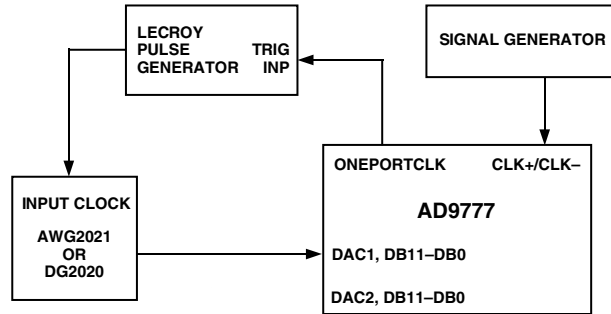 LECROY
PULSE TRIG
GENERATOR INP
SIGNAL GENERATOR
ONEPORTCLK CLK+/CLK–
AD9777
INPUT CLOCK
AWG2021
OR
DG2020
DAC1, DB11–DB0
DAC2, DB11–DB0